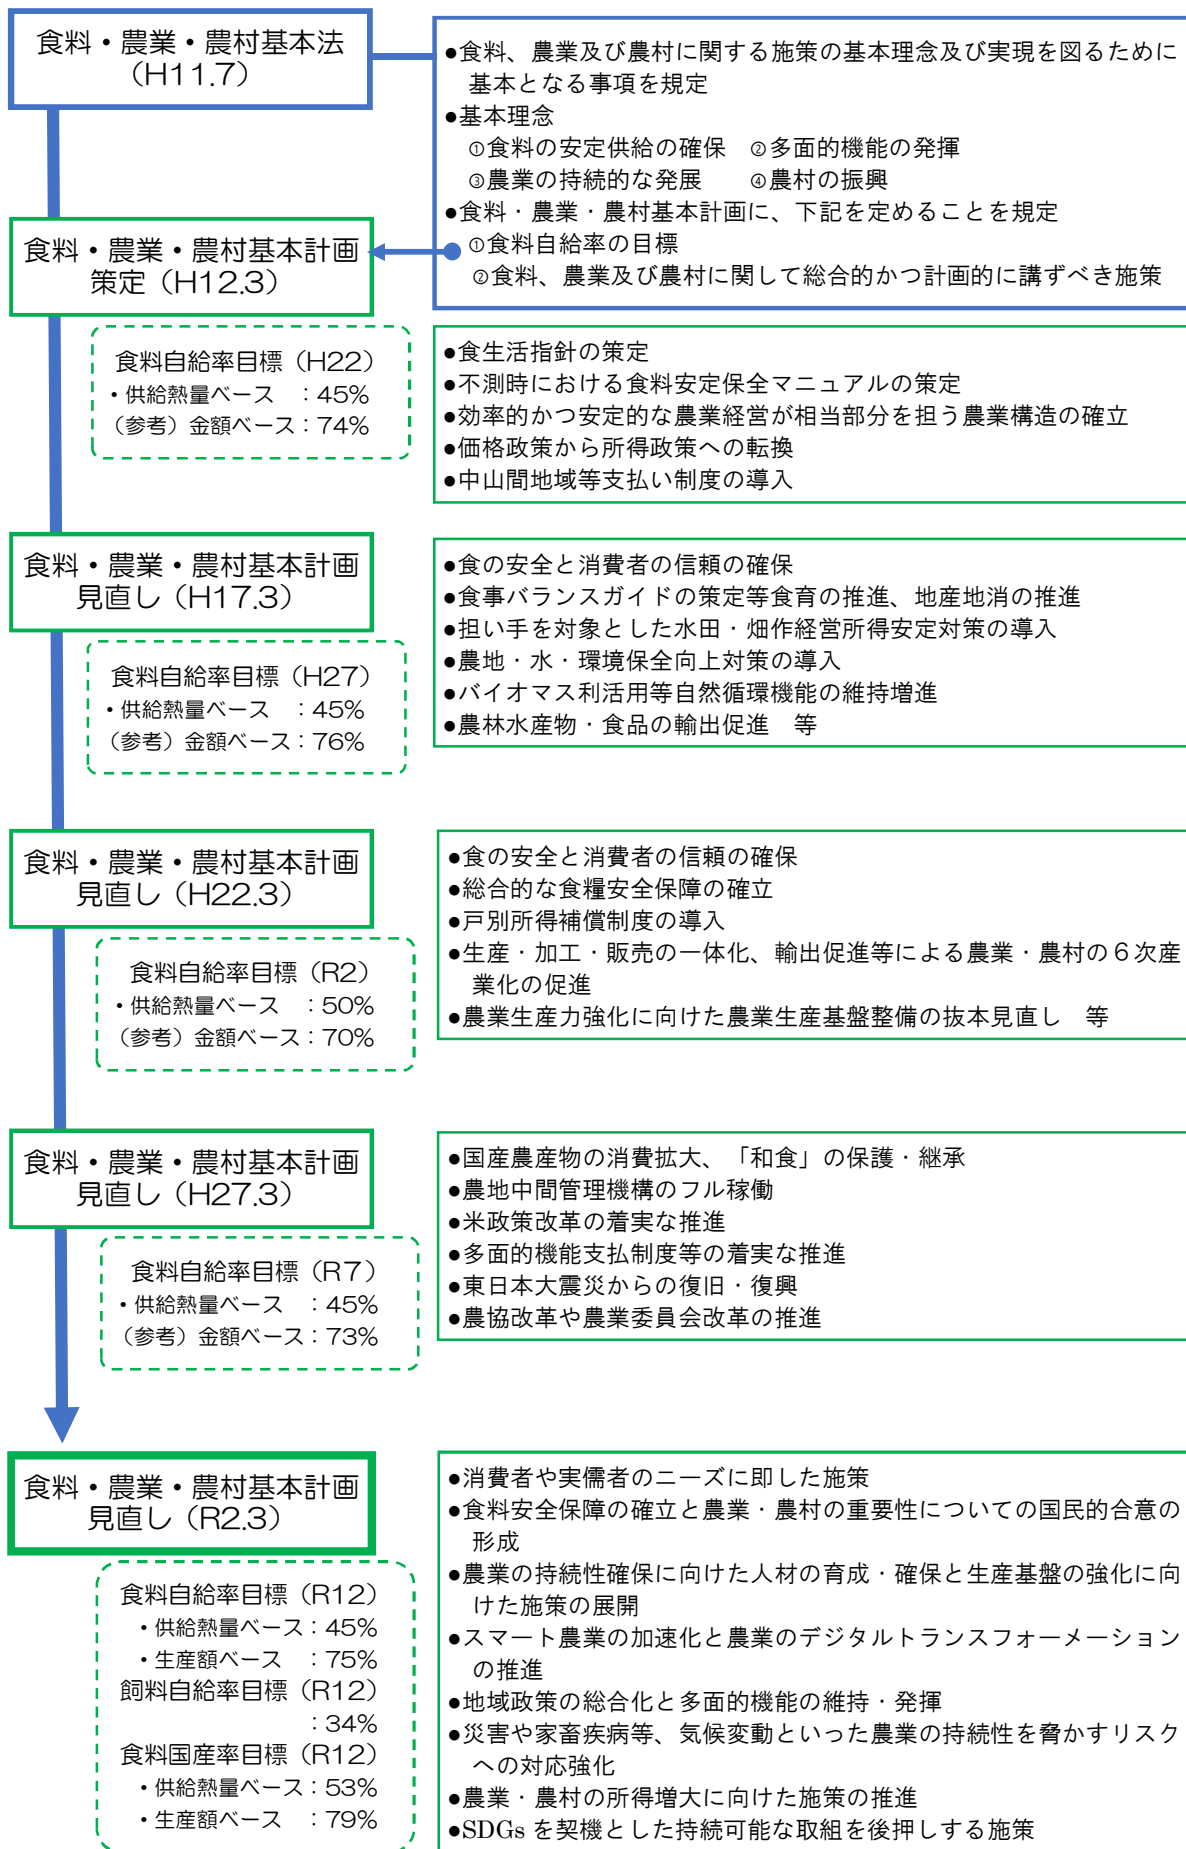 食料・農業・農村基本法
（H11.7）
●食料、農業及び農村に関する施策の基本理念及び実現を図るために
基本となる事項を規定
●基本理念
①食料の安定供給の確保　②多面的機能の発揮
③農業の持続的な発展　　④農村の振興
●食料・農業・農村基本計画に、下記を定めることを規定
①食料自給率の目標
②食料、農業及び農村に関して総合的かつ計画的に講ずべき施策
食料・農業・農村基本計画
策定（H12.3）
食料自給率目標（H22）
・供給熱量ベース　：45%
（参考）金額ベース：74%
●食生活指針の策定
●不測時における食料安定保全マニュアルの策定
●効率的かつ安定的な農業経営が相当部分を担う農業構造の確立
●価格政策から所得政策への転換
●中山間地域等支払い制度の導入
食料・農業・農村基本計画
見直し（H17.3）
食料自給率目標（H27）
・供給熱量ベース　：45%
（参考）金額ベース：76%
●食の安全と消費者の信頼の確保
●食事バランスガイドの策定等食育の推進、地産地消の推進
●担い手を対象とした水田・畑作経営所得安定対策の導入
●農地・水・環境保全向上対策の導入
●バイオマス利活用等自然循環機能の維持増進
●農林水産物・食品の輸出促進　等
食料・農業・農村基本計画
見直し（H22.3）
食料自給率目標（R2）
・供給熱量ベース　：50%
（参考）金額ベース：70%
●食の安全と消費者の信頼の確保
●総合的な食糧安全保障の確立
●戸別所得補償制度の導入
●生産・加工・販売の一体化、輸出促進等による農業・農村の６次産
業化の促進
●農業生産力強化に向けた農業生産基盤整備の抜本見直し　等
食料・農業・農村基本計画
見直し（H27.3）
食料自給率目標（R7）
・供給熱量ベース　：45%
（参考）金額ベース：73%
●国産農産物の消費拡大、「和食」の保護・継承
●農地中間管理機構のフル稼働
●米政策改革の着実な推進
●多面的機能支払制度等の着実な推進
●東日本大震災からの復旧・復興
●農協改革や農業委員会改革の推進
食料・農業・農村基本計画
見直し（R2.3）
食料自給率目標（R12）
・供給熱量ベース：45%
・生産額ベース　：75%
飼料自給率目標（R12）
：34%
食料国産率目標（R12）
・供給熱量ベース：53%
・生産額ベース　：79%
●消費者や実儒者のニーズに即した施策
●食料安全保障の確立と農業・農村の重要性についての国民的合意の
形成
●農業の持続性確保に向けた人材の育成・確保と生産基盤の強化に向
けた施策の展開
●スマート農業の加速化と農業のデジタルトランスフォーメーション
の推進
●地域政策の総合化と多面的機能の維持・発揮
●災害や家畜疾病等、気候変動といった農業の持続性を脅かすリスク
への対応強化
●農業・農村の所得増大に向けた施策の推進
●SDGs を契機とした持続可能な取組を後押しする施策